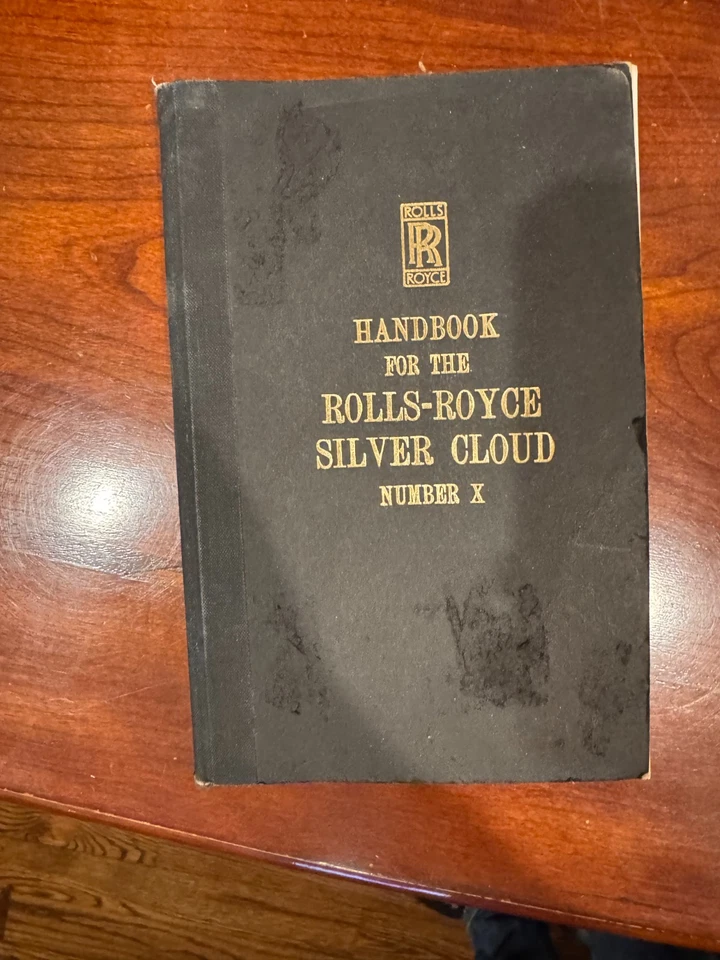 ROLLS
RR
ROYCE
HANDBOOK
FOR THE
ROLLS-ROYCE
SILVER CLOUD
NUMBER X